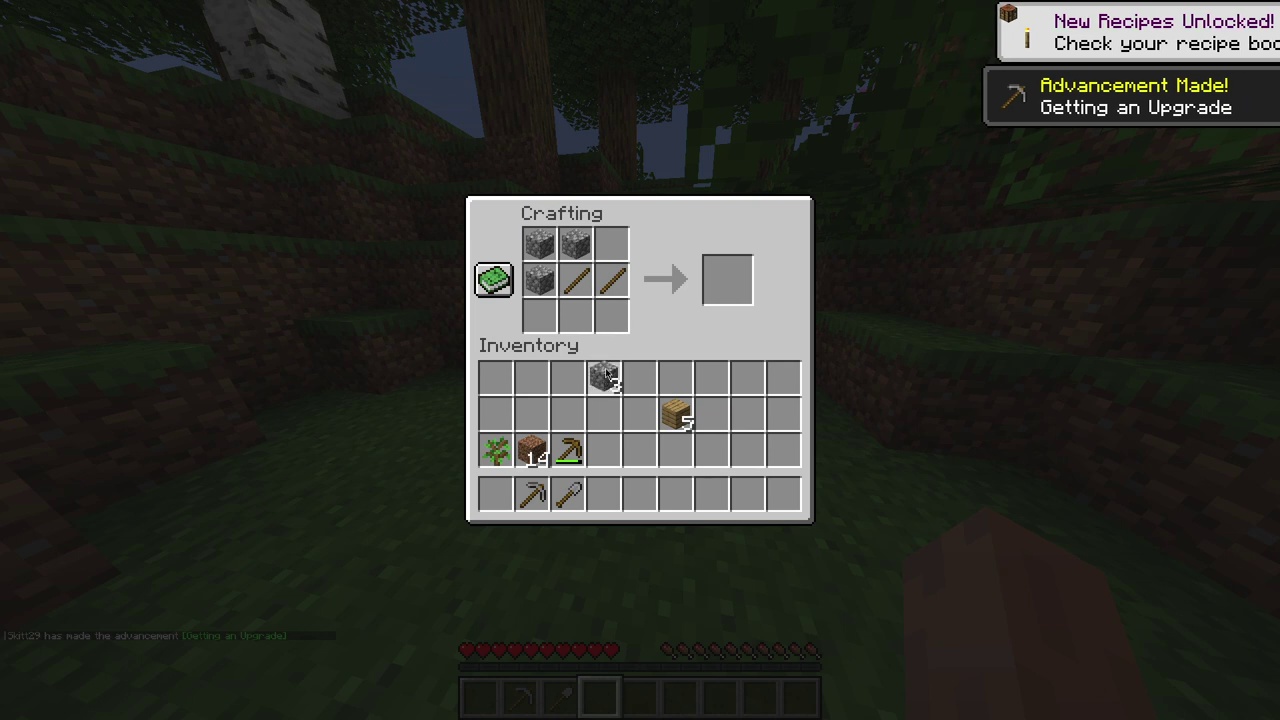 New Recipes Unlocked!
Check your recipe boo
Advancement Made!
Getting an Upgrade
Crafting
Inventory
3
5
14
[5kitt29 has made the advancement [Getting an Upgrade]